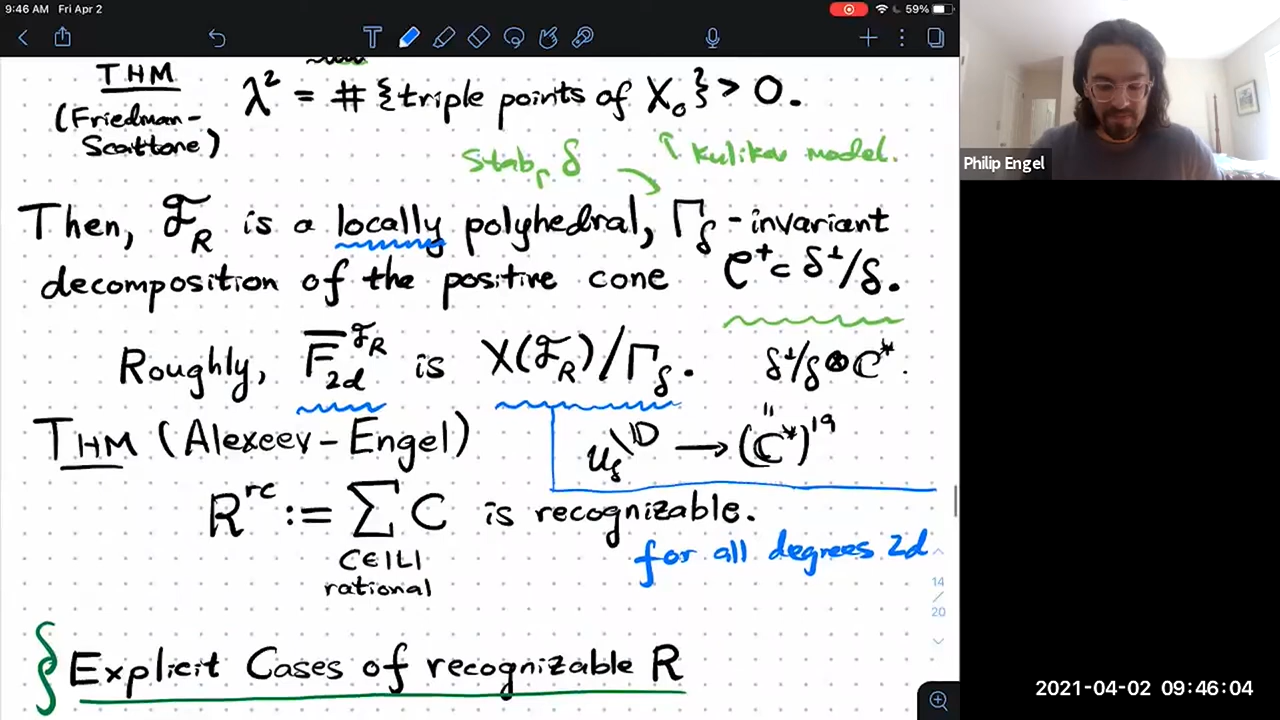 9:46 AM Fri Apr 2
59%
THM
(Friedman-
Scattone)
λ² = # {triple points of X₀} > 0.
Stab_Γ δ
Kulikov model.
Then, 𝓕_R is a locally polyhedral, Γ_δ-invariant
decomposition of the positive cone C⁺ ⊂ δ^⊥/δ.
Roughly, F̅_{2d}^{𝓕_R} is X(𝓕_R)/Γ_δ.
δ^⊥/δ ⊗ ℂ*.
U_δ\𝔻 → (ℂ*)^{19}
THM (Alexeev-Engel)
R^{rc} := Σ C is recognizable.
C∈|L|
rational
for all degrees 2d
14
/
20
§ Explicit Cases of recognizable R
Philip Engel
2021-04-02 09:46:04